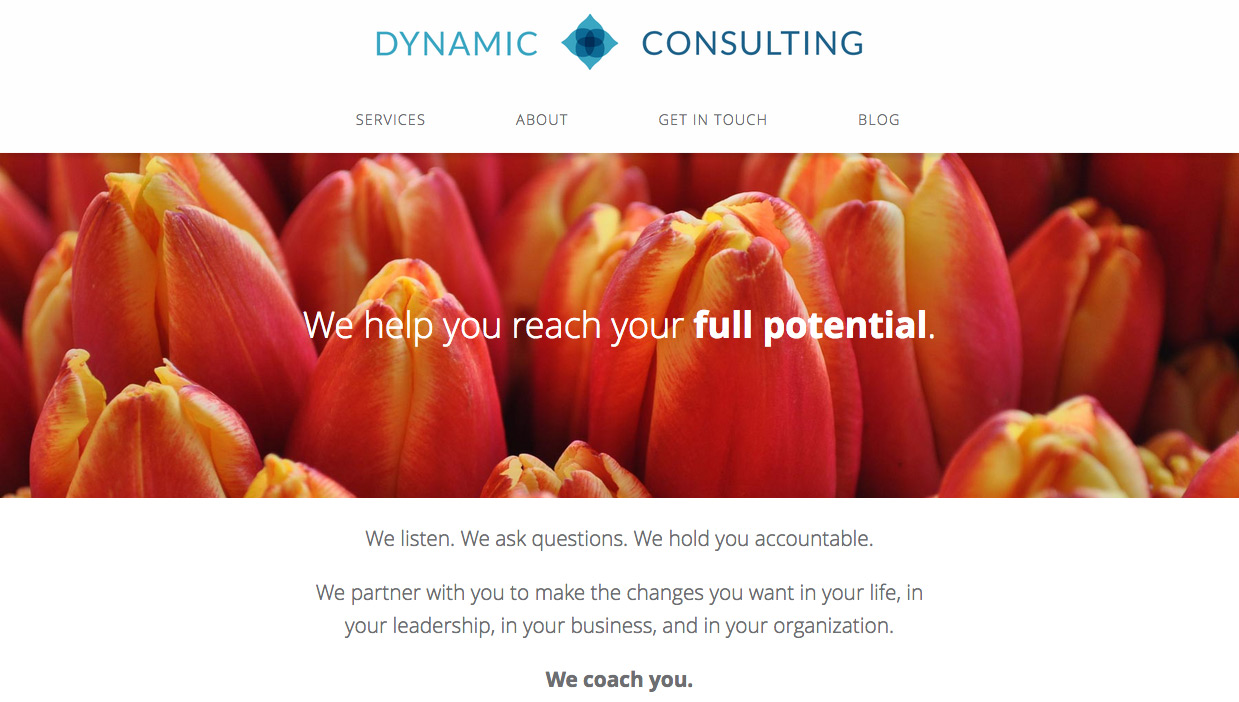 DYNAMIC CONSULTING
SERVICES ABOUT GET IN TOUCH BLOG
We help you reach your full potential.
We listen. We ask questions. We hold you accountable.
We partner with you to make the changes you want in your life, in
your leadership, in your business, and in your organization.
We coach you.